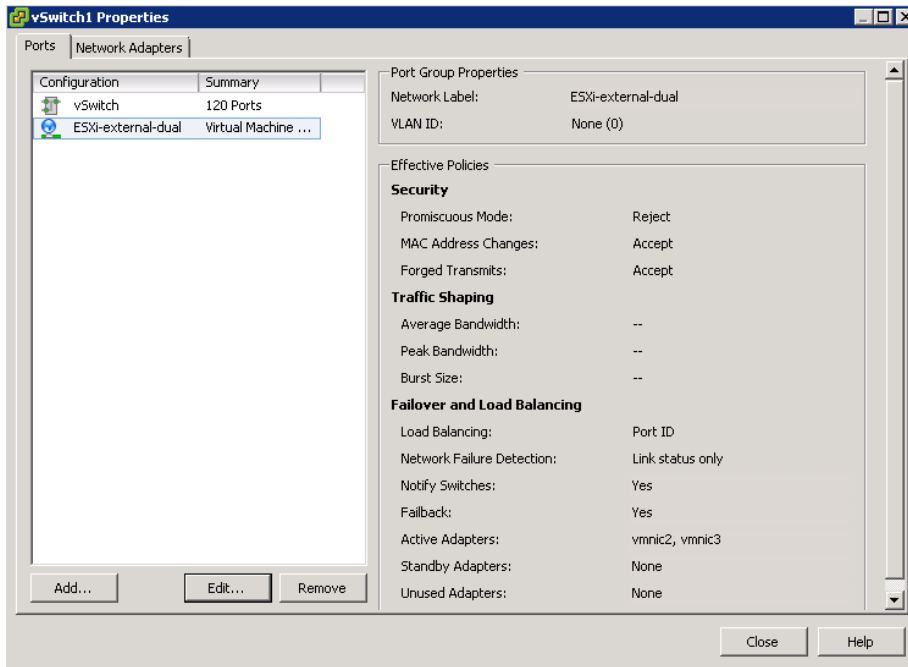 vSwitch1 Properties
Ports
Network Adapters
Configuration Summary
vSwitch 120 Ports
ESXi-external-dual Virtual Machine ...
Add...
Edit...
Remove
Port Group Properties
Network Label: ESXi-external-dual
VLAN ID: None (0)
Effective Policies
Security
Promiscuous Mode: Reject
MAC Address Changes: Accept
Forged Transmits: Accept
Traffic Shaping
Average Bandwidth: --
Peak Bandwidth: --
Burst Size: --
Failover and Load Balancing
Load Balancing: Port ID
Network Failure Detection: Link status only
Notify Switches: Yes
Failback: Yes
Active Adapters: vmnic2, vmnic3
Standby Adapters: None
Unused Adapters: None
Close
Help